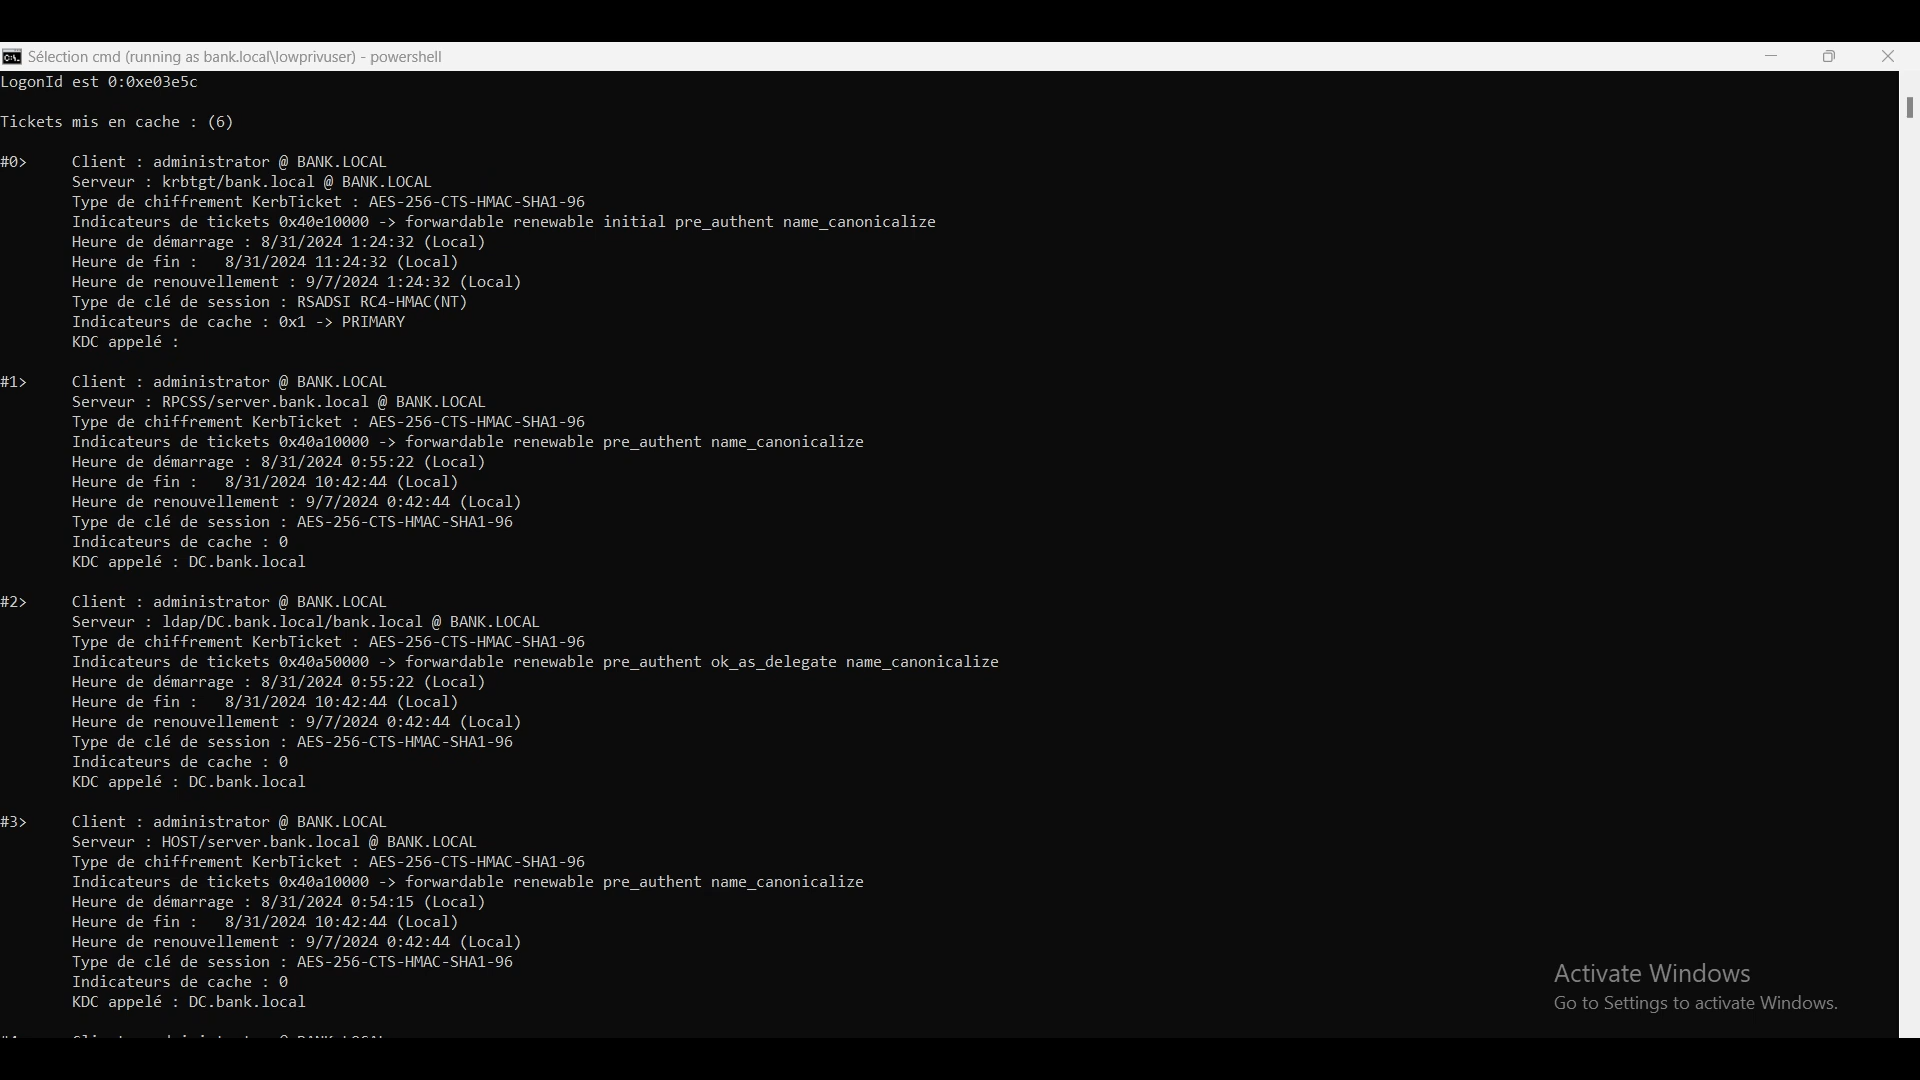 Sélection cmd (running as bank.local\lowprivuser) - powershell
LogonId est 0:0xe03e5c
Tickets mis en cache : (6)
#0> Client : administrator @ BANK.LOCAL
Serveur : krbtgt/bank.local @ BANK.LOCAL
Type de chiffrement KerbTicket : AES-256-CTS-HMAC-SHA1-96
Indicateurs de tickets 0x40e10000 -> forwardable renewable initial pre_authent name_canonicalize
Heure de démarrage : 8/31/2024 1:24:32 (Local)
Heure de fin : 8/31/2024 11:24:32 (Local)
Heure de renouvellement : 9/7/2024 1:24:32 (Local)
Type de clé de session : RSADSI RC4-HMAC(NT)
Indicateurs de cache : 0x1 -> PRIMARY
KDC appelé :
#1> Client : administrator @ BANK.LOCAL
Serveur : RPCSS/server.bank.local @ BANK.LOCAL
Type de chiffrement KerbTicket : AES-256-CTS-HMAC-SHA1-96
Indicateurs de tickets 0x40a10000 -> forwardable renewable pre_authent name_canonicalize
Heure de démarrage : 8/31/2024 0:55:22 (Local)
Heure de fin : 8/31/2024 10:42:44 (Local)
Heure de renouvellement : 9/7/2024 0:42:44 (Local)
Type de clé de session : AES-256-CTS-HMAC-SHA1-96
Indicateurs de cache : 0
KDC appelé : DC.bank.local
#2> Client : administrator @ BANK.LOCAL
Serveur : ldap/DC.bank.local/bank.local @ BANK.LOCAL
Type de chiffrement KerbTicket : AES-256-CTS-HMAC-SHA1-96
Indicateurs de tickets 0x40a50000 -> forwardable renewable pre_authent ok_as_delegate name_canonicalize
Heure de démarrage : 8/31/2024 0:55:22 (Local)
Heure de fin : 8/31/2024 10:42:44 (Local)
Heure de renouvellement : 9/7/2024 0:42:44 (Local)
Type de clé de session : AES-256-CTS-HMAC-SHA1-96
Indicateurs de cache : 0
KDC appelé : DC.bank.local
#3> Client : administrator @ BANK.LOCAL
Serveur : HOST/server.bank.local @ BANK.LOCAL
Type de chiffrement KerbTicket : AES-256-CTS-HMAC-SHA1-96
Indicateurs de tickets 0x40a10000 -> forwardable renewable pre_authent name_canonicalize
Heure de démarrage : 8/31/2024 0:54:15 (Local)
Heure de fin : 8/31/2024 10:42:44 (Local)
Heure de renouvellement : 9/7/2024 0:42:44 (Local)
Type de clé de session : AES-256-CTS-HMAC-SHA1-96
Indicateurs de cache : 0
KDC appelé : DC.bank.local
Activate Windows
Go to Settings to activate Windows.